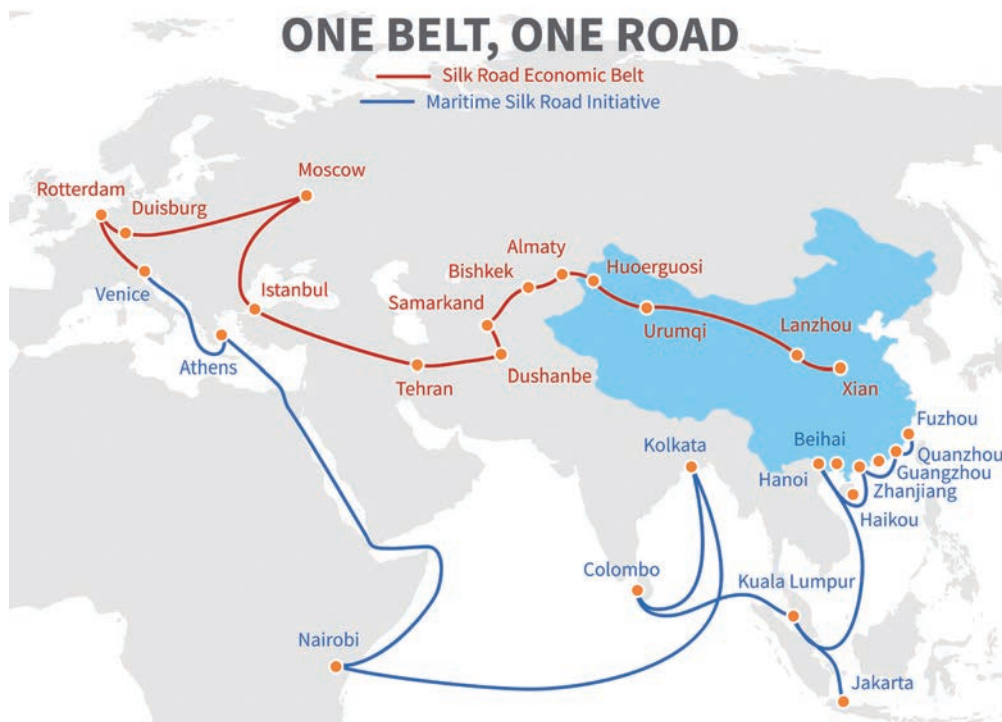 ONE BELT, ONE ROAD
Silk Road Economic Belt
Maritime Silk Road Initiative
Moscow
Rotterdam
Duisburg
Almaty
Huoerguosi
Bishkek
Venice
Istanbul
Samarkand
Urumqi
Lanzhou
Athens
Tehran
Dushanbe
Xian
Fuzhou
Kolkata
Beihai
Quanzhou
Hanoi
Guangzhou
Zhanjiang
Haikou
Colombo
Kuala Lumpur
Nairobi
Jakarta